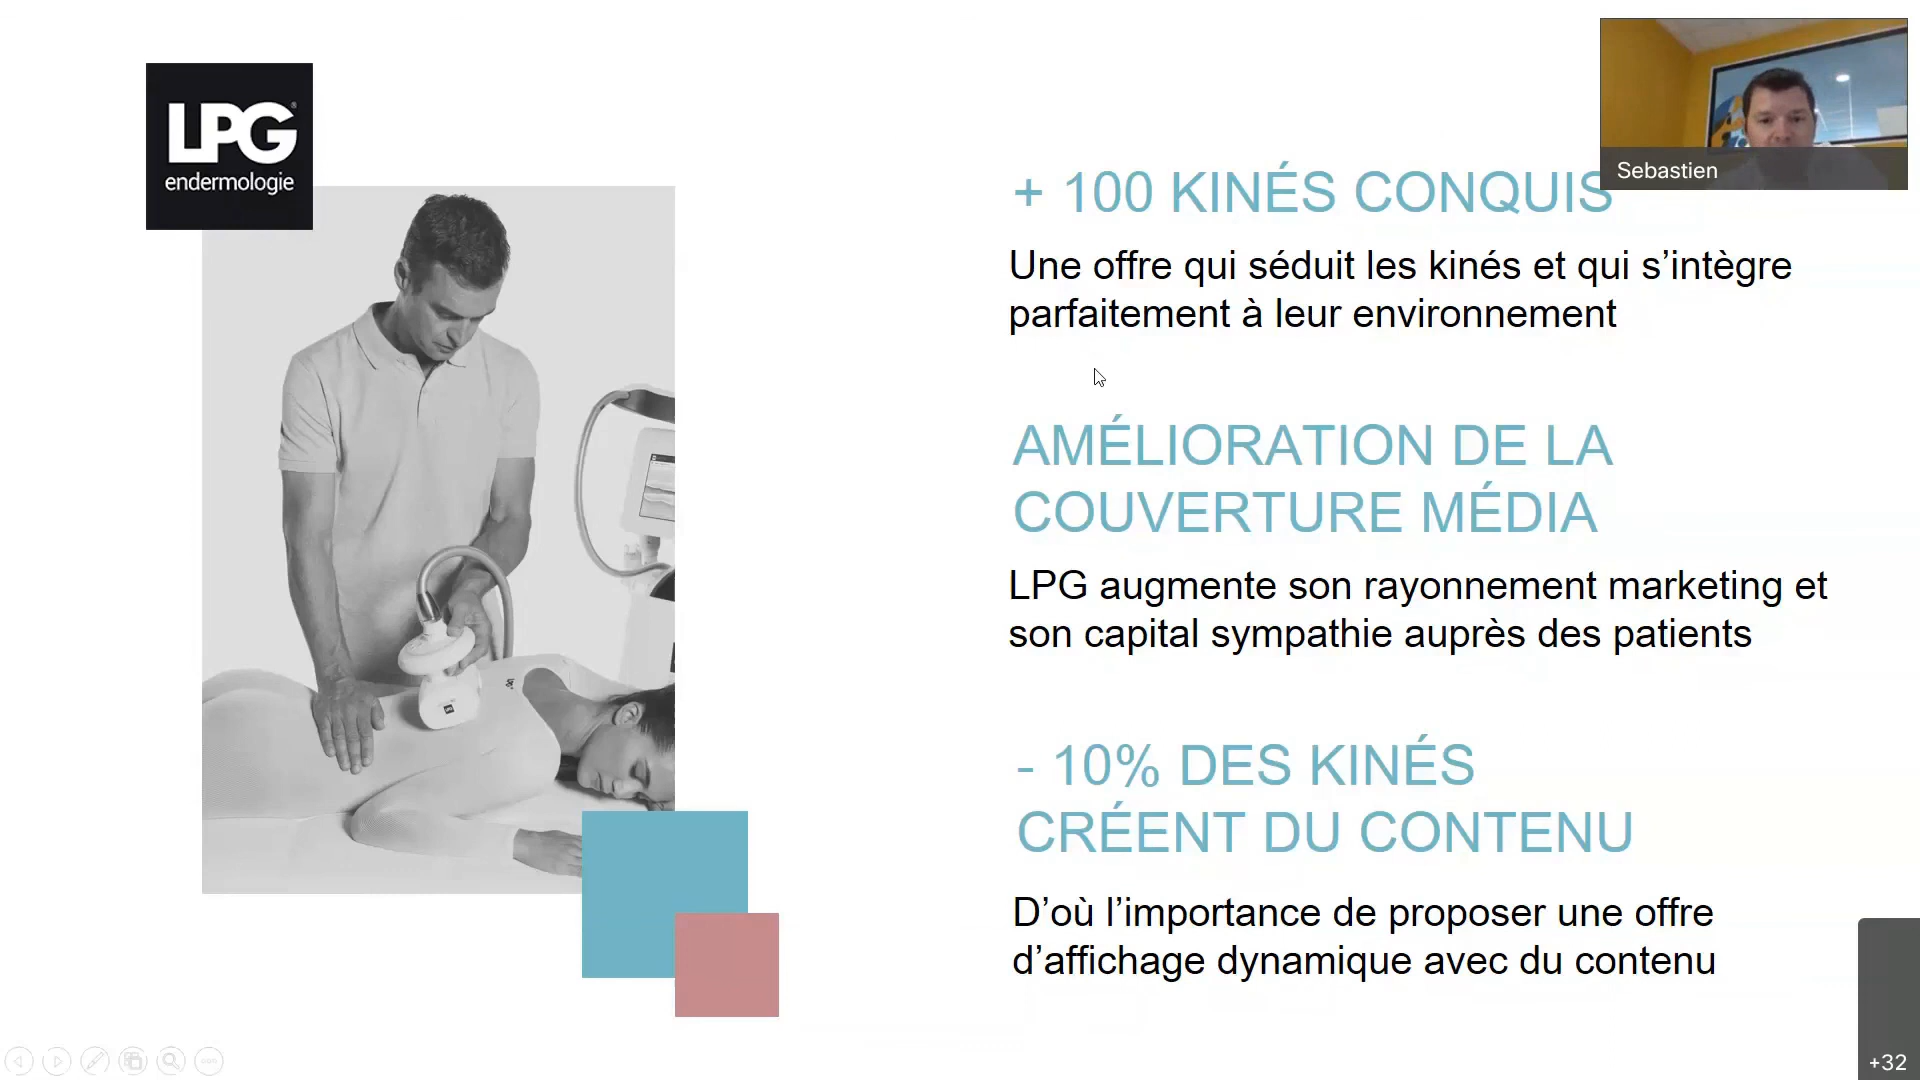 LPG®
endermologie
Sebastien
+ 100 KINÉS CONQUIS
Une offre qui séduit les kinés et qui s’intègre
parfaitement à leur environnement
AMÉLIORATION DE LA
COUVERTURE MÉDIA
LPG augmente son rayonnement marketing et
son capital sympathie auprès des patients
- 10% DES KINÉS
CRÉENT DU CONTENU
D’où l’importance de proposer une offre
d’affichage dynamique avec du contenu
+32